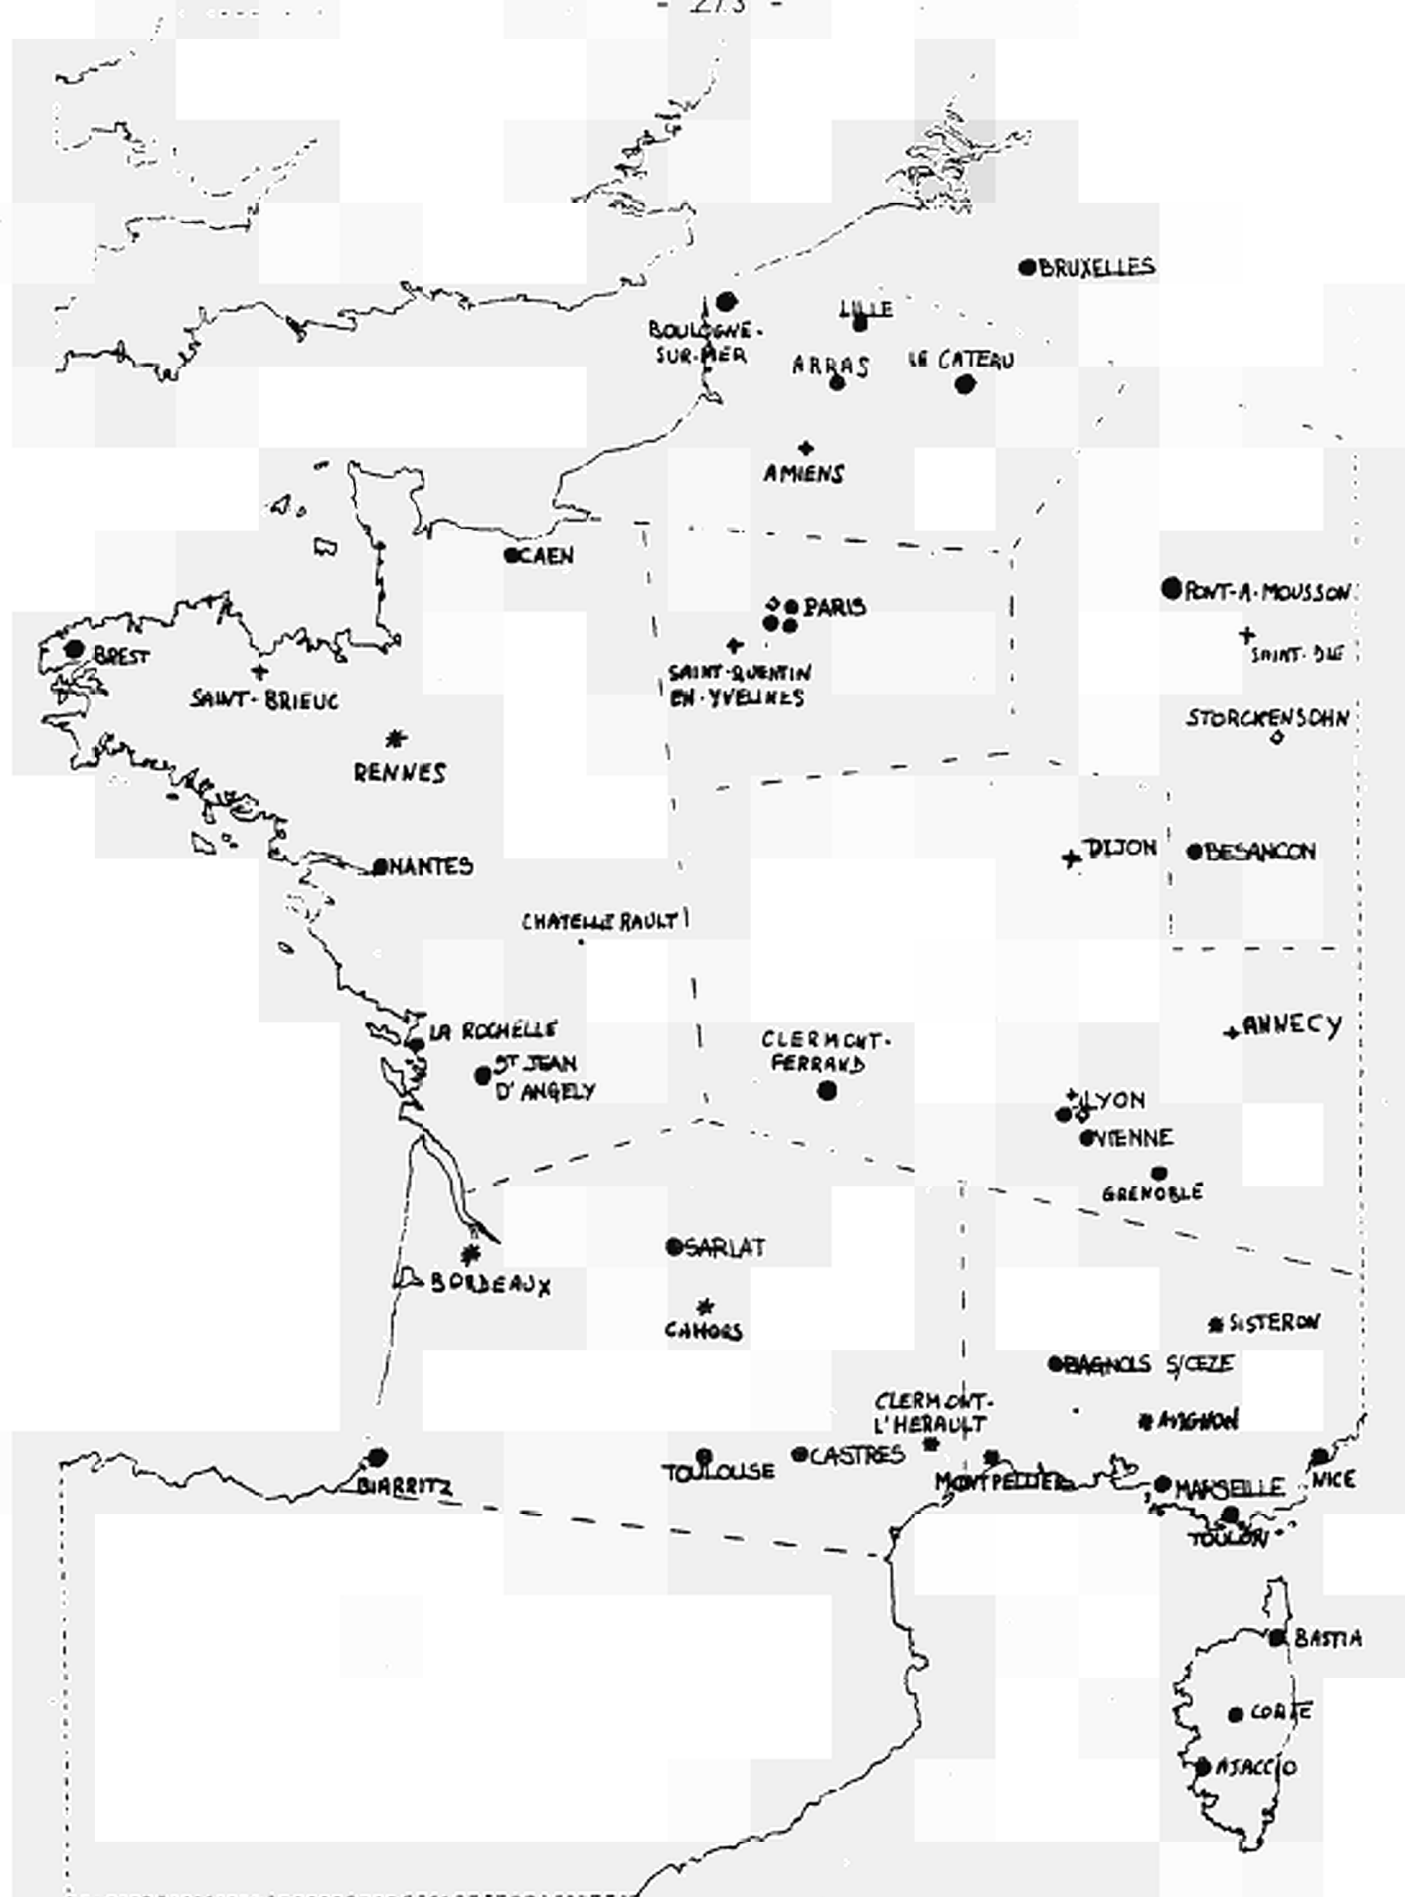 - 273 -
BRUXELLES
LILLE
BOULOGNE-
SUR-MER
ARRAS
LE CATEAU
AMIENS
CAEN
PONT-A-MOUSSON
PARIS
SAINT-DIE
BREST
SAINT-QUENTIN
EN-YVELINES
SAINT-BRIEUC
STORCKENSOHN
RENNES
DIJON
BESANCON
NANTES
CHATELLERAULT
ANNECY
LA ROCHELLE
CLERMONT-
FERRAND
ST JEAN
D'ANGELY
LYON
VIENNE
GRENOBLE
SARLAT
BORDEAUX
CAHORS
SISTERON
BAGNOLS S/CEZE
CLERMONT-
L'HERAULT
AVIGNON
CASTRES
TOULOUSE
BIARRITZ
MONTPELLIER
MARSEILLE
NICE
TOULON
BASTIA
CORTE
AJACCIO